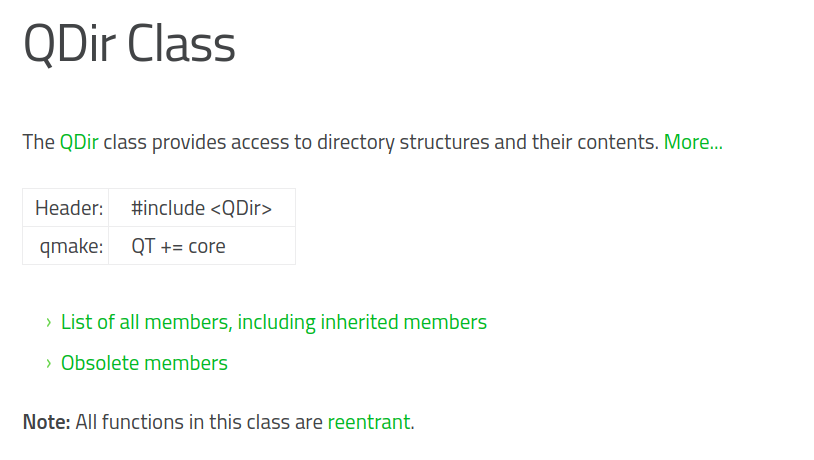 QDir Class
The QDir class provides access to directory structures and their contents. More...
Header: #include <QDir>
qmake: QT += core
› List of all members, including inherited members
› Obsolete members
Note: All functions in this class are reentrant.